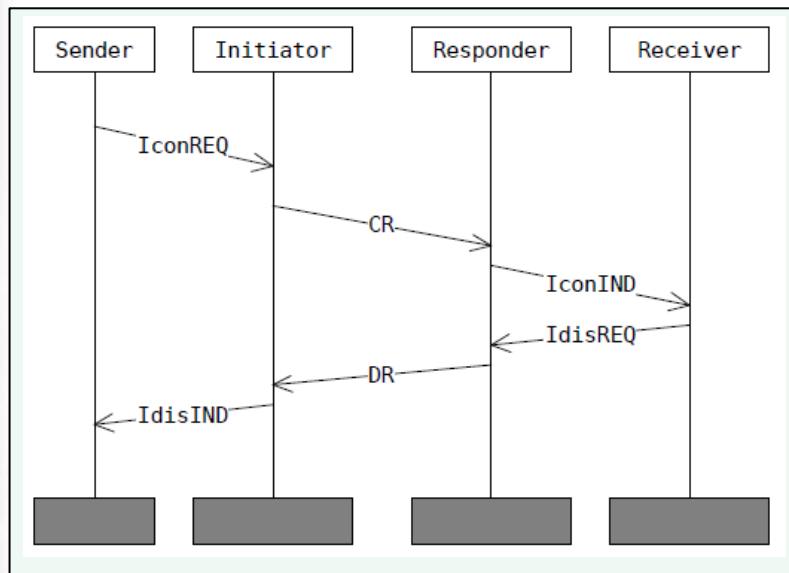 Sender Initiator Responder Receiver
IconREQ
CR
IconIND
IdisREQ
DR
IdisIND